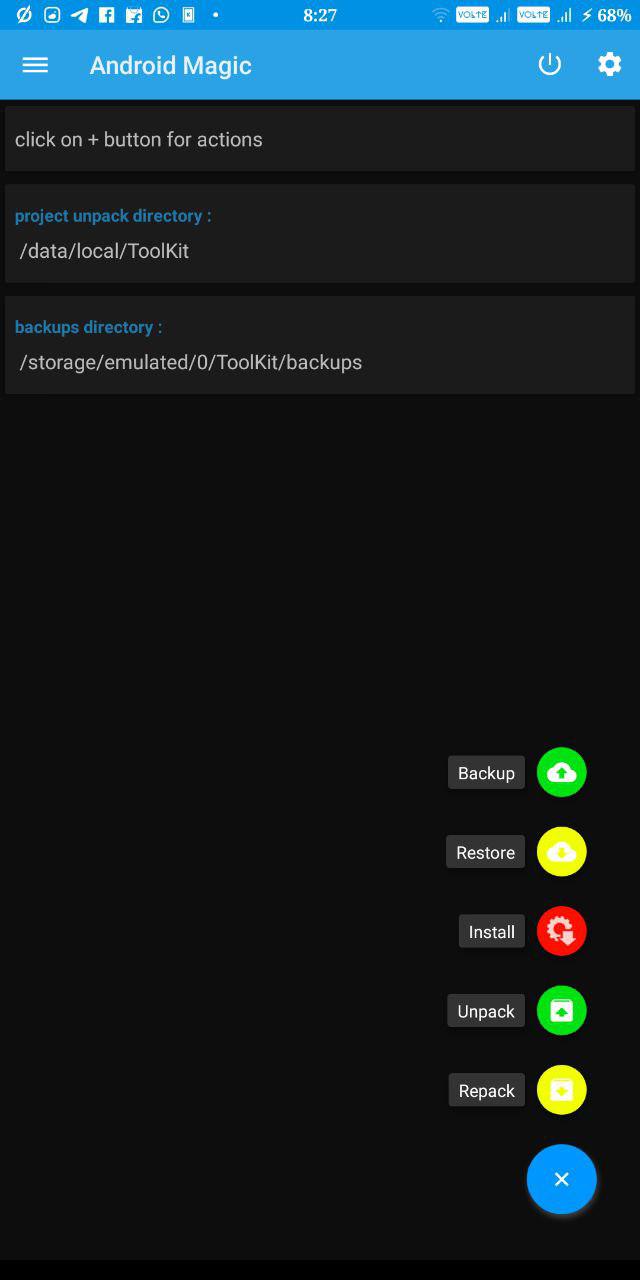 8:27
VOLTE
VOLTE
68%
Android Magic
click on + button for actions
project unpack directory :
/data/local/ToolKit
backups directory :
/storage/emulated/0/ToolKit/backups
Backup
Restore
Install
Unpack
Repack